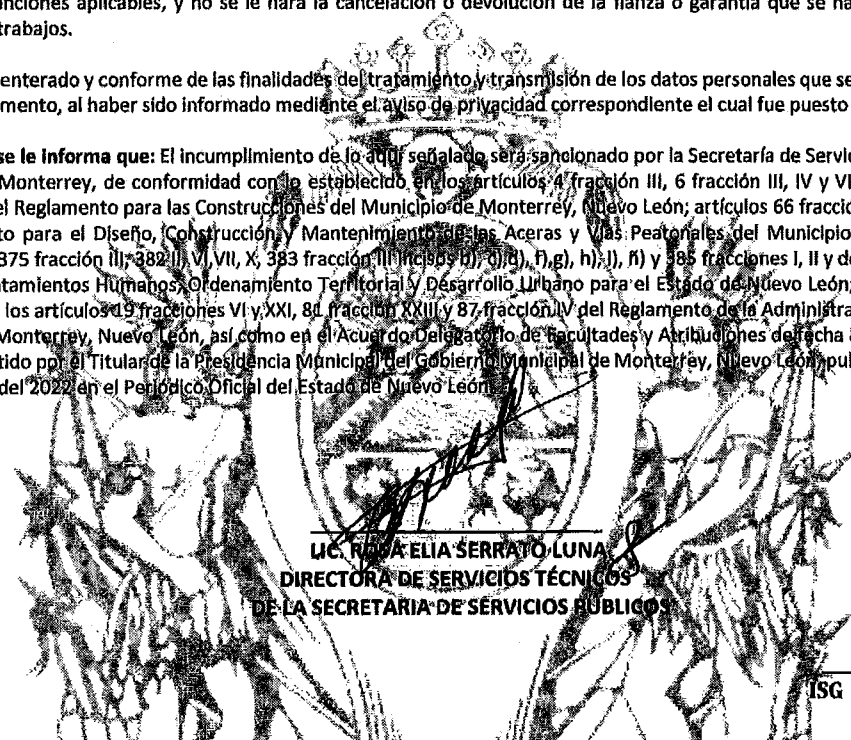 sanciones aplicables, y no se le hará la cancelación o devolución de la fianza o garantía que se ha
trabajos.
enterado y conforme de las finalidades del tratamiento y transmisión de los datos personales que se
mento, al haber sido informado mediante el aviso de privacidad correspondiente el cual fue puesto
se le informa que: El incumplimiento de lo aquí señalado será sancionado por la Secretaría de Servic
Monterrey, de conformidad con lo establecido en los artículos 4 fracción III, 6 fracción III, IV y VI
el Reglamento para las Construcciones del Municipio de Monterrey, Nuevo León; artículos 66 fracció
to para el Diseño, Construcción y Mantenimiento de las Aceras y Vías Peatonales del Municipio
375 fracción III; 382 II, VI, VII, X, 383 fracción III incisos b), c), d), f), g), h), l), ñ) y 385 fracciones I, II y de
ntamientos Humanos, Ordenamiento Territorial y Desarrollo Urbano para el Estado de Nuevo León;
los artículos 19 fracciones VI y XXI, 81 fracción XXIII y 87 fracción IV del Reglamento de la Administra
Monterrey, Nuevo León, así como en el Acuerdo Delegatorio de Facultades y Atribuciones de fecha
tido por el Titular de la Presidencia Municipal del Gobierno Municipal de Monterrey, Nuevo León, pul
del 2022 en el Periódico Oficial del Estado de Nuevo León.
LIC. ROSA ELIA SERRATO LUNA
DIRECTORA DE SERVICIOS TÉCNICOS
DE LA SECRETARIA DE SERVICIOS PUBLICOS
ISG